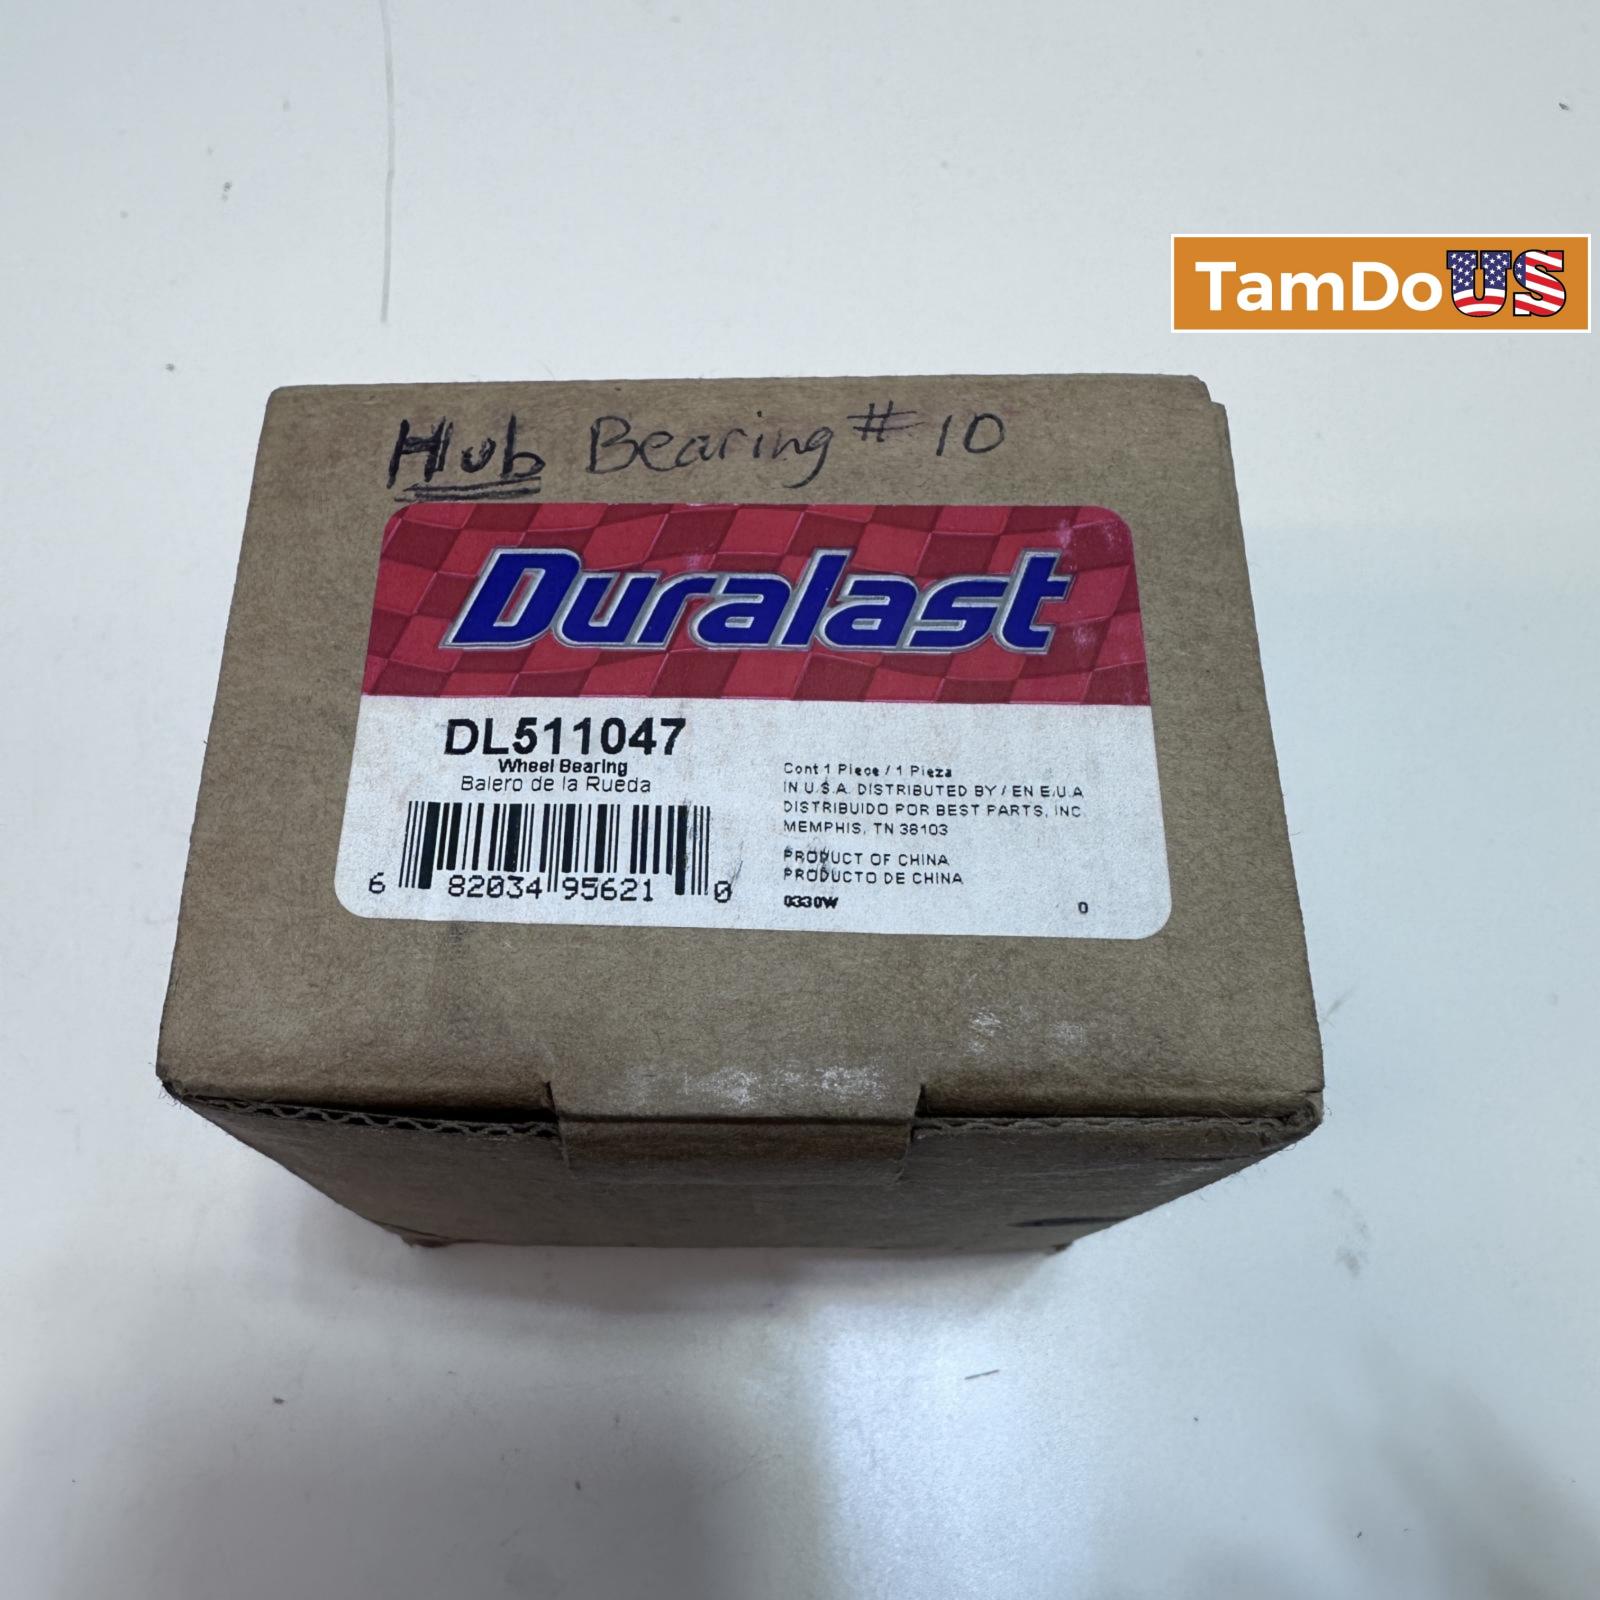 TamDoUS
Hub Bearing # 10
Duralast
DL511047
Wheel Bearing
Balero de la Rueda
6 82034 95621 0
Cont 1 Piece / 1 Pieza
IN U.S.A. DISTRIBUTED BY / EN E.U.A
DISTRIBUIDO POR BEST PARTS, INC
MEMPHIS, TN 38103
PRODUCT OF CHINA
PRODUCTO DE CHINA
0330W
0